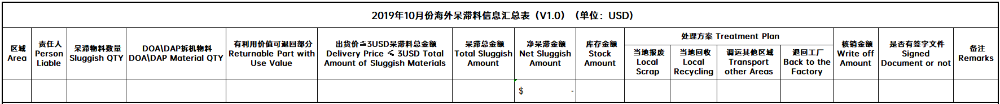 2019年10月份海外呆滞料信息汇总表（V1.0）（单位：USD）
区域
Area
责任人
Person
Liable
呆滞物料数量
Sluggish QTY
DOA\DAP拆机物料
DOA\DAP Material QTY
有利用价值可退回部分
Returnable Part with
Use Value
出货价≦3USD呆滞料总金额
Delivery Price ≦ 3USD Total
Amount of Sluggish Materials
呆滞总金额
Total Sluggish
Amount
净呆滞金额
Net Sluggish
Amount
库存金额
Stock
Amount
处理方案 Treatment Plan
当地报废
Local
Scrap
当地回收
Local
Recycling
调运其他区域
Transport
other Areas
退回工厂
Back to the
Factory
核销金额
Write off
Amount
是否有签字文件
Signed
Document or not
备注
Remarks
$ -